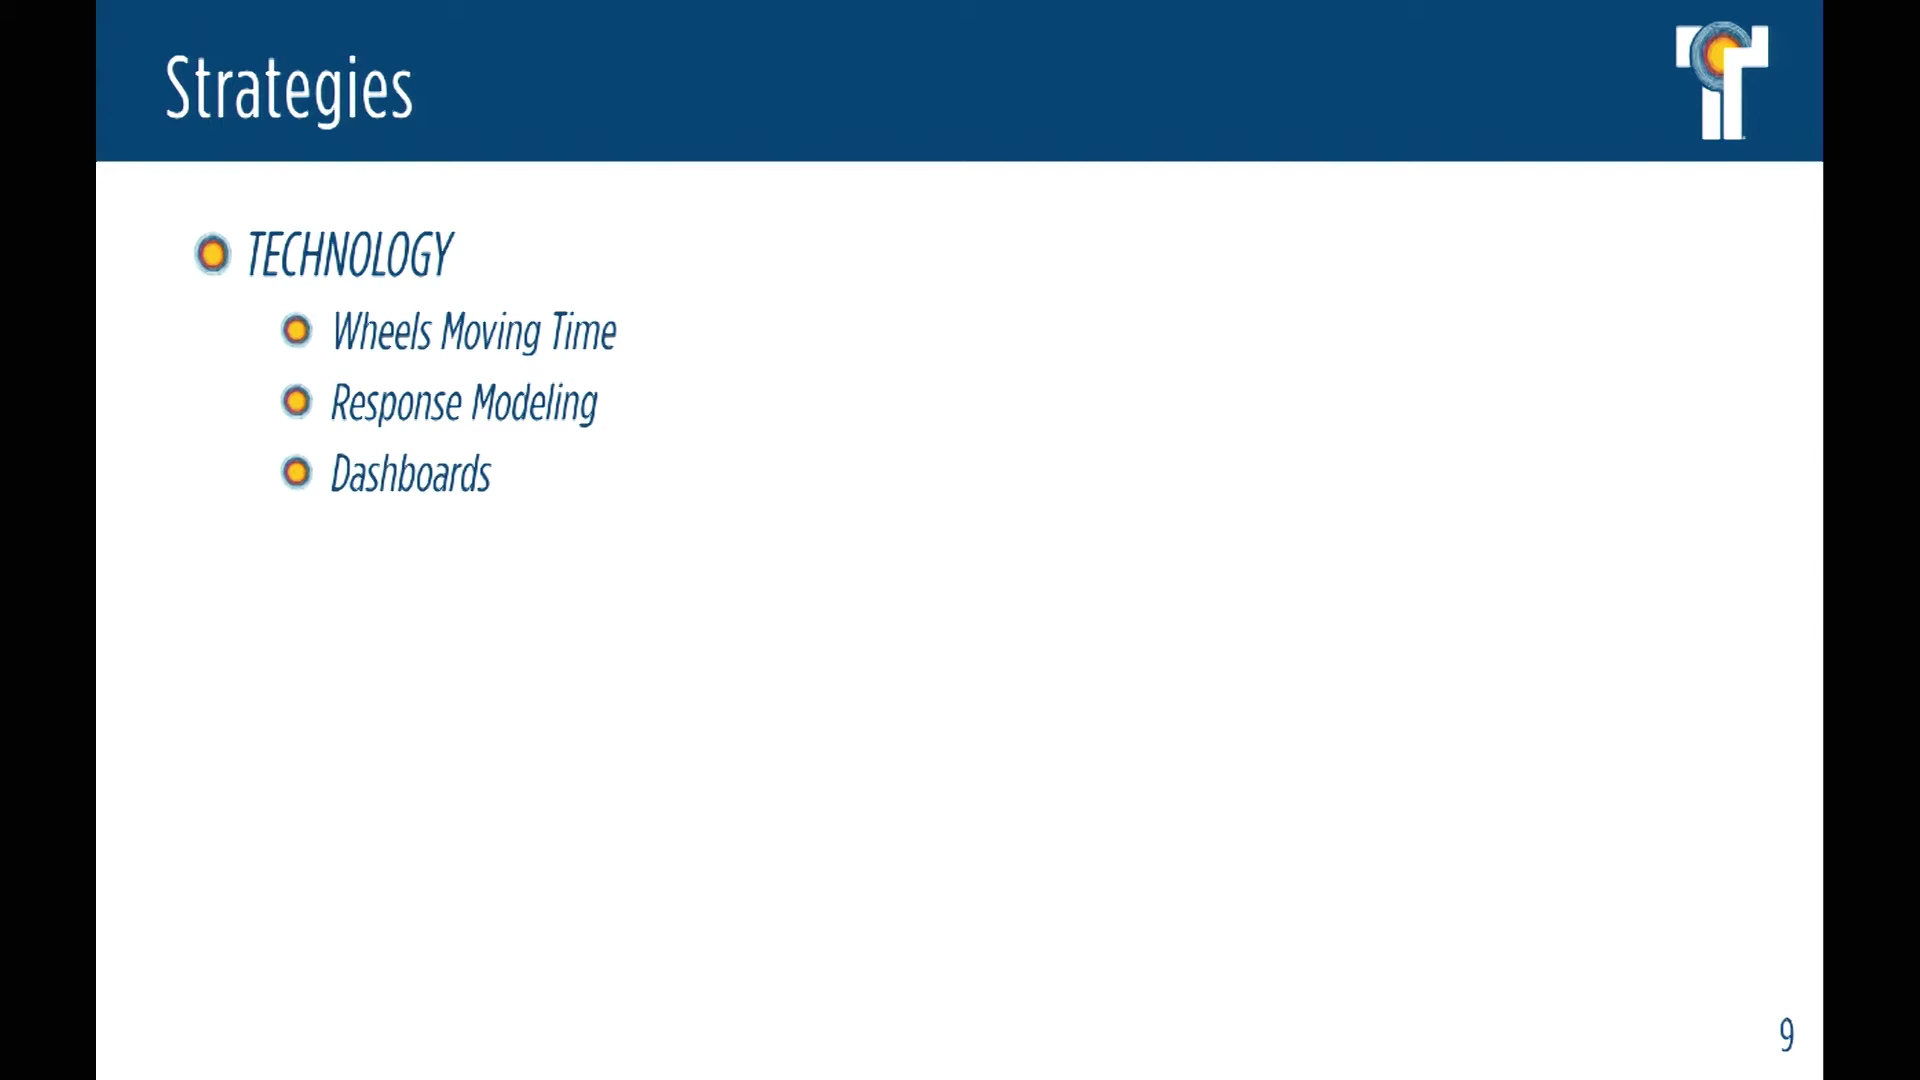 Strategies
TECHNOLOGY
Wheels Moving Time
Response Modeling
Dashboards
9